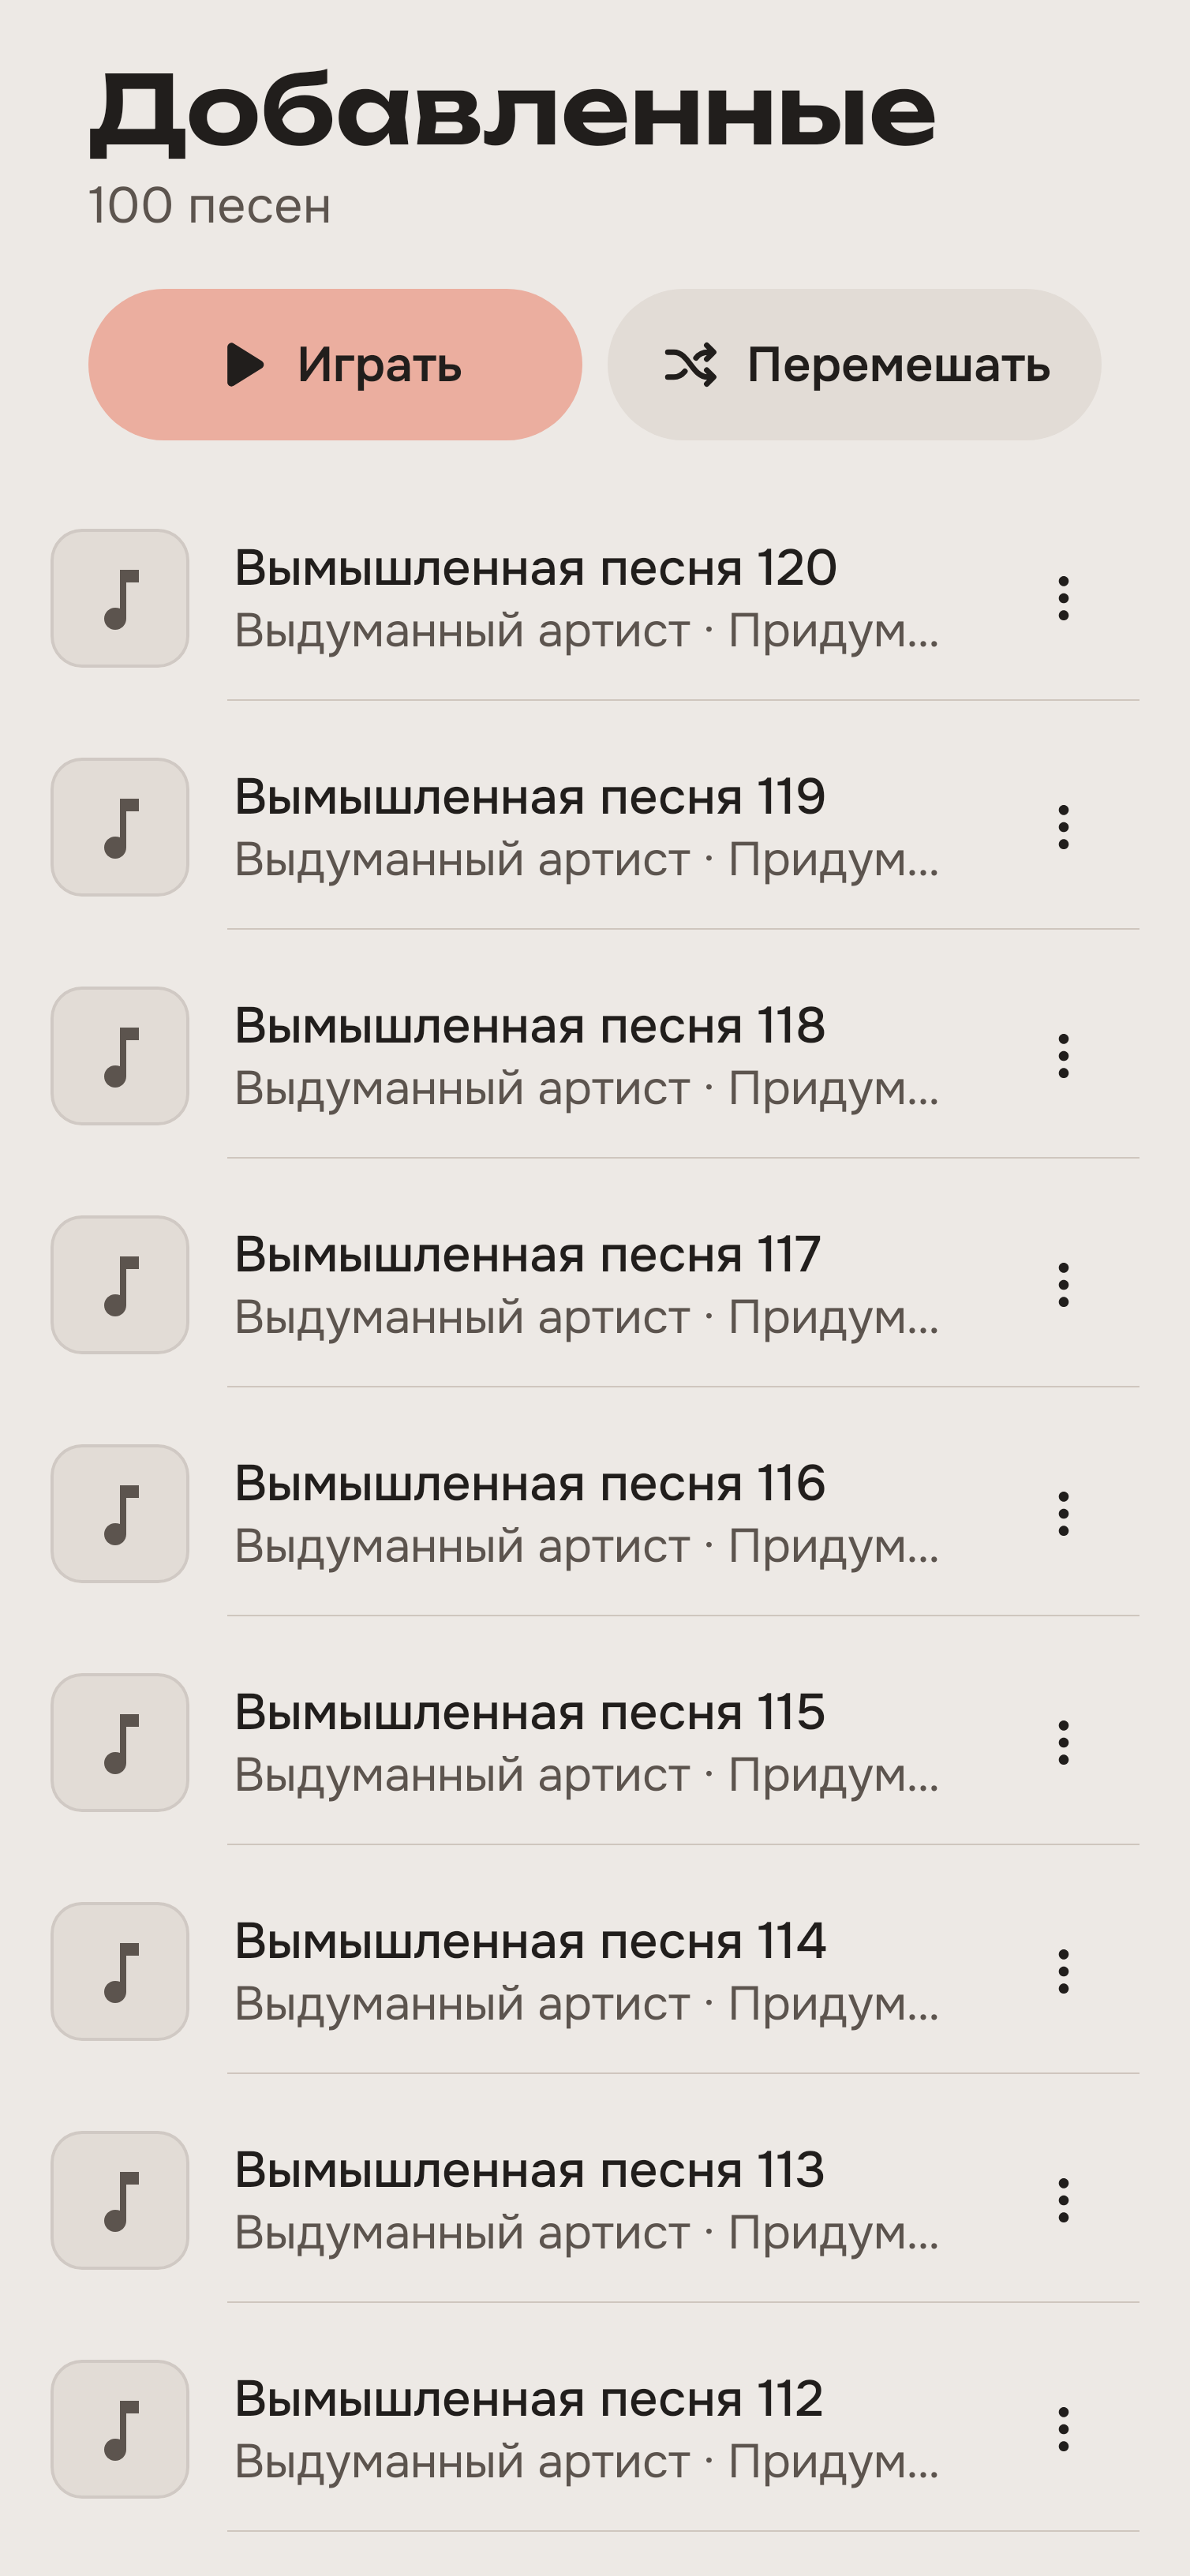 Добавленные
100 песен
Играть
Перемешать
Вымышленная песня 120
Выдуманный артист · Придум...
Вымышленная песня 119
Выдуманный артист · Придум...
Вымышленная песня 118
Выдуманный артист · Придум...
Вымышленная песня 117
Выдуманный артист · Придум...
Вымышленная песня 116
Выдуманный артист · Придум...
Вымышленная песня 115
Выдуманный артист · Придум...
Вымышленная песня 114
Выдуманный артист · Придум...
Вымышленная песня 113
Выдуманный артист · Придум...
Вымышленная песня 112
Выдуманный артист · Придум...